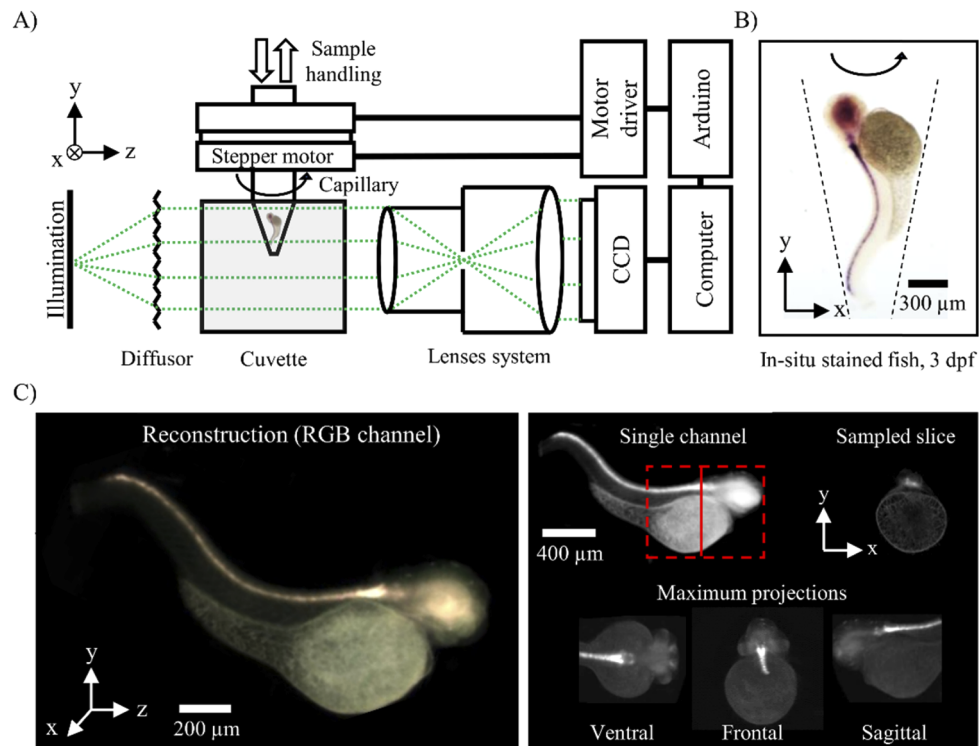 A)
Sample
handling
y
x
z
Stepper motor
Capillary
Motor
driver
Arduino
Illumination
CCD
Computer
Diffusor
Cuvette
Lenses system
B)
y
x
300 µm
In-situ stained fish, 3 dpf
C)
Reconstruction (RGB channel)
y
x
z
200 µm
Single channel
400 µm
Sampled slice
y
x
Maximum projections
Ventral
Frontal
Sagittal